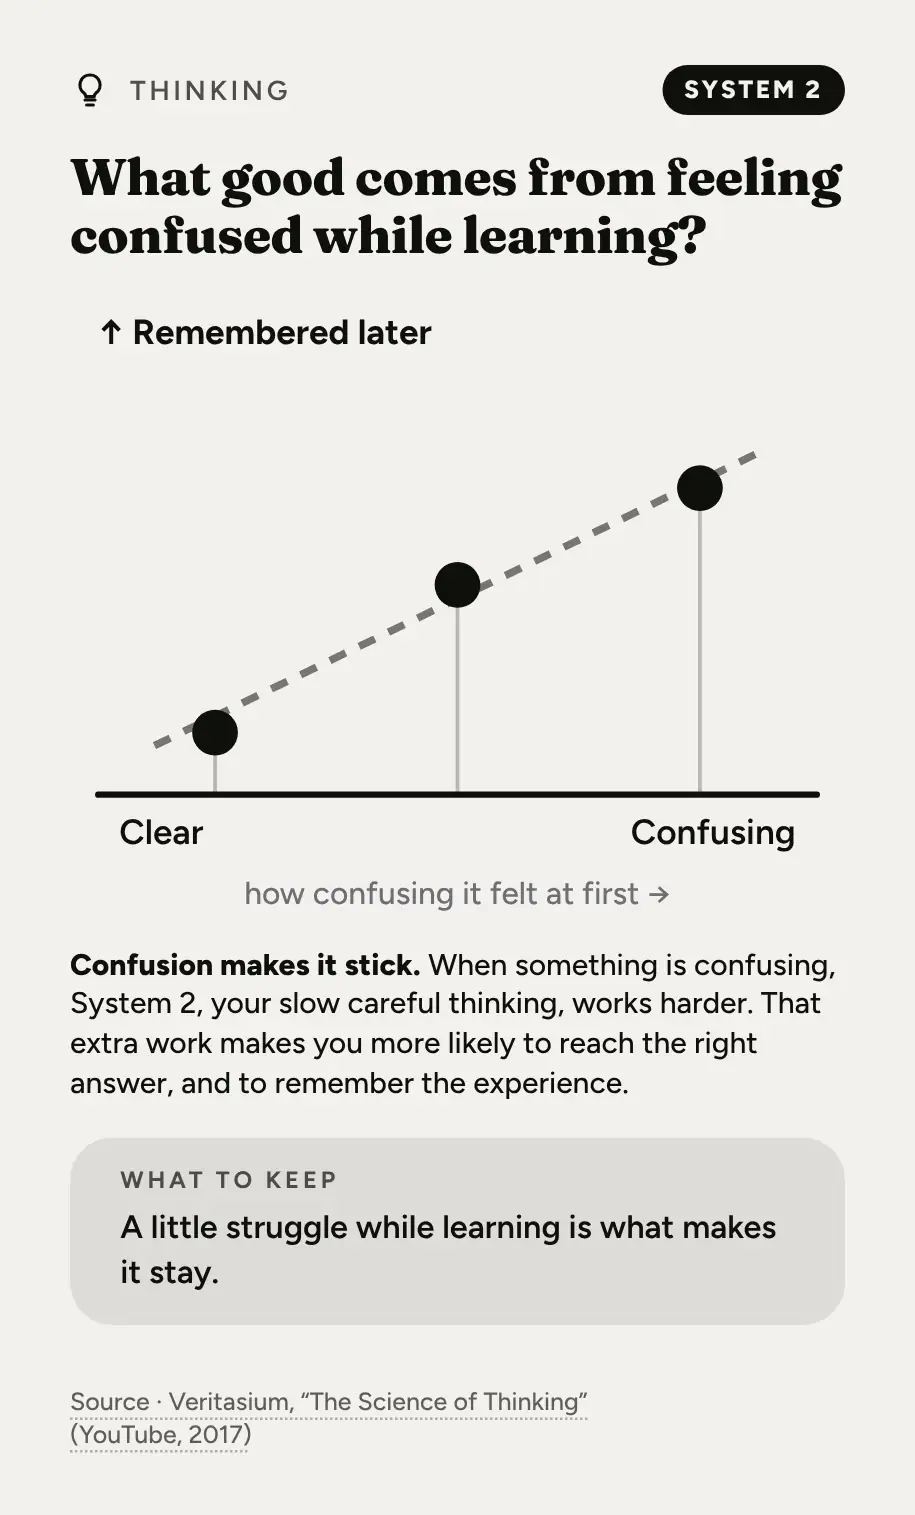 THINKING
SYSTEM 2
What good comes from feeling
confused while learning?
↑ Remembered later
Clear
Confusing
how confusing it felt at first →
Confusion makes it stick. When something is confusing,
System 2, your slow careful thinking, works harder. That
extra work makes you more likely to reach the right
answer, and to remember the experience.
WHAT TO KEEP
A little struggle while learning is what makes
it stay.
Source · Veritasium, “The Science of Thinking”
(YouTube, 2017)